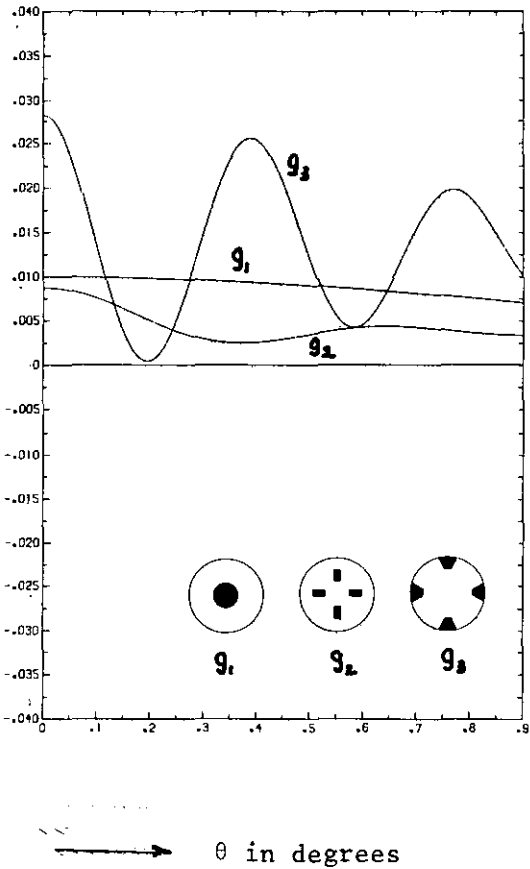 .040
.035
.030
.025
g₃
.020
.015
g₁
.010
.005
g₂
0
-.005
-.010
-.015
-.020
-.025
-.030
g₁ g₂ g₃
-.035
-.040
0 .1 .2 .3 .4 .5 .6 .7 .8 .9
θ in degrees